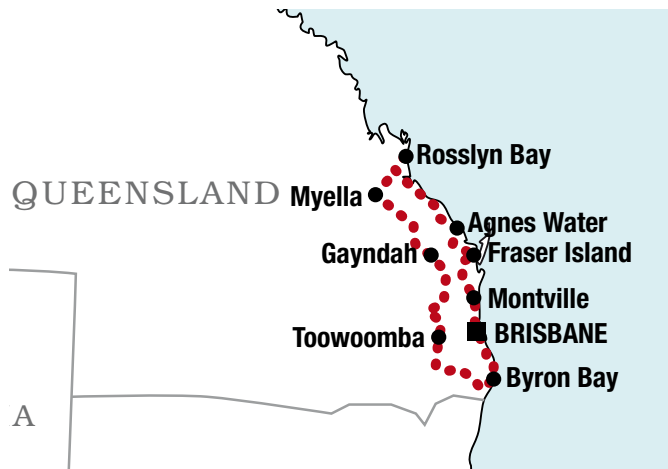 Rosslyn Bay
QUEENSLAND
Myella
Agnes Water
Gayndah
Fraser Island
Montville
Toowoomba
BRISBANE
Byron Bay
A